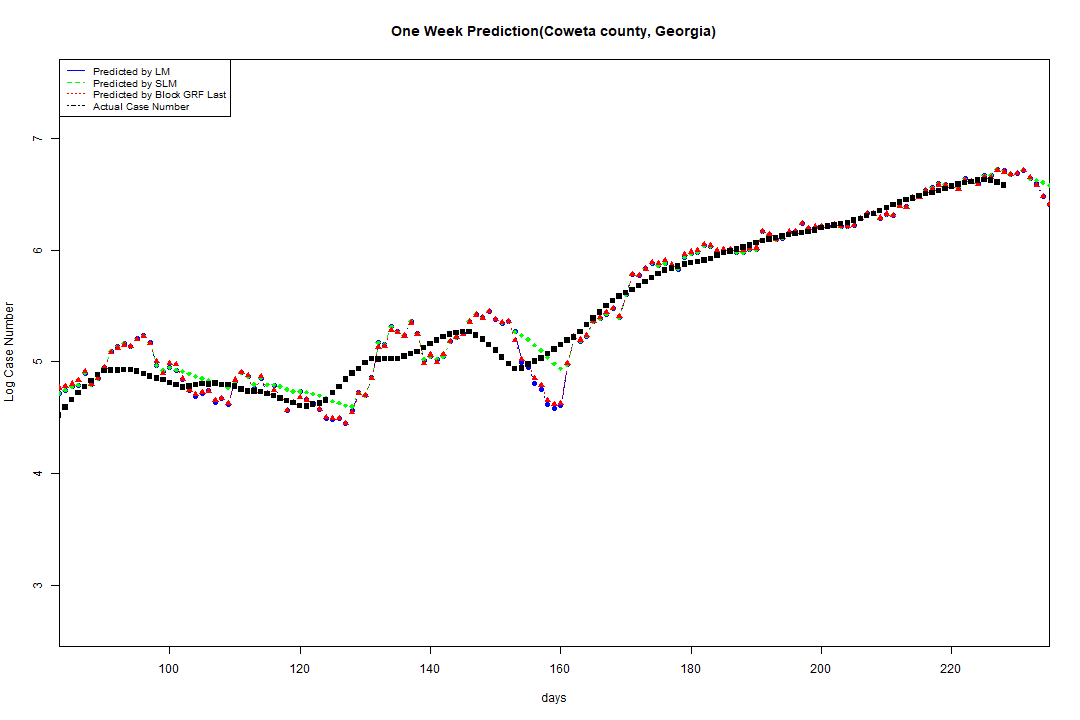 One Week Prediction(Coweta county, Georgia)
Predicted by LM
Predicted by SLM
Predicted by Block GRF Last
Actual Case Number
7
6
5
4
3
Log Case Number
100 120 140 160 180 200 220
days